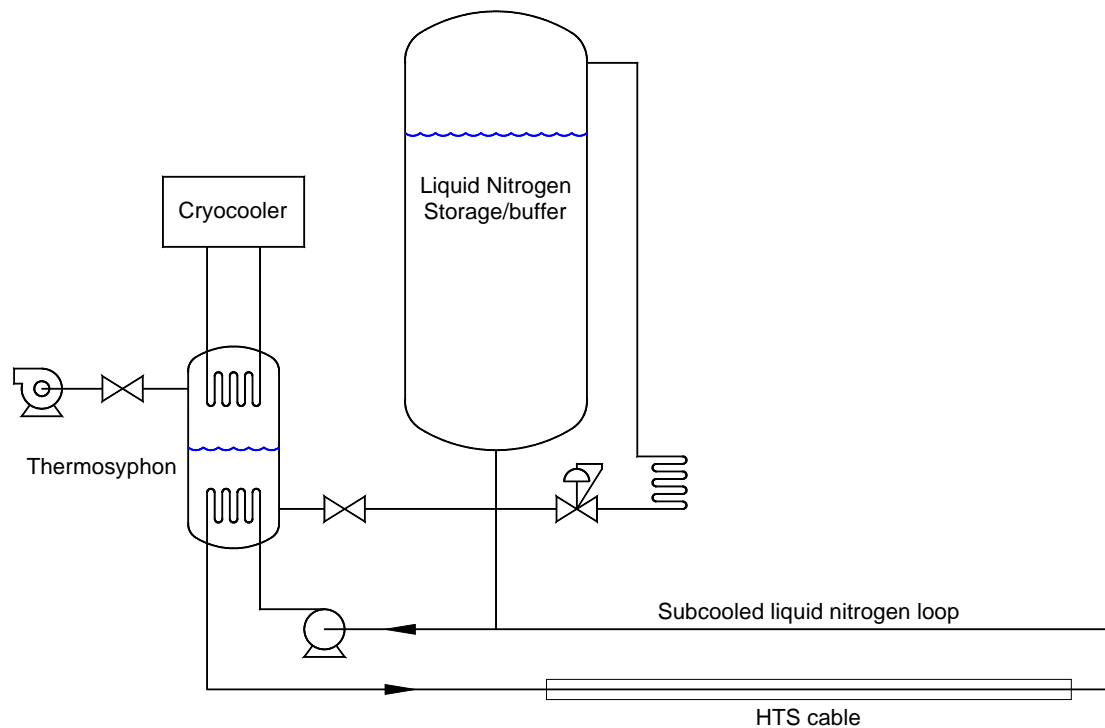 Liquid Nitrogen
Storage/buffer
Cryocooler
Thermosyphon
Subcooled liquid nitrogen loop
HTS cable